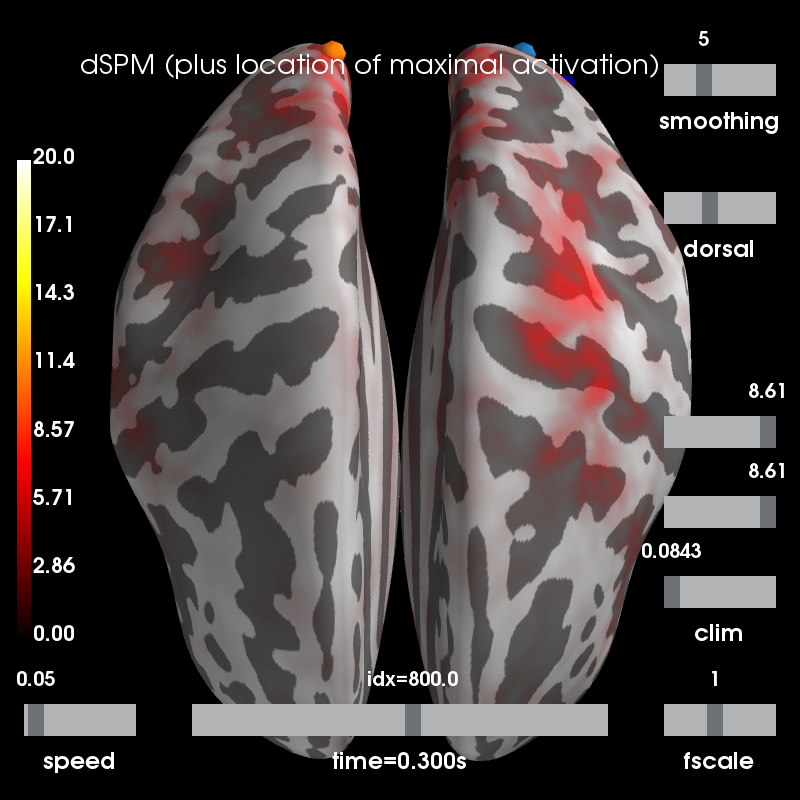 5
dSPM (plus location of maximal activation)
smoothing
20.0
17.1
dorsal
14.3
11.4
8.61
8.57
8.61
5.71
0.0843
2.86
0.00
clim
0.05
idx=800.0
1
speed
time=0.300s
fscale